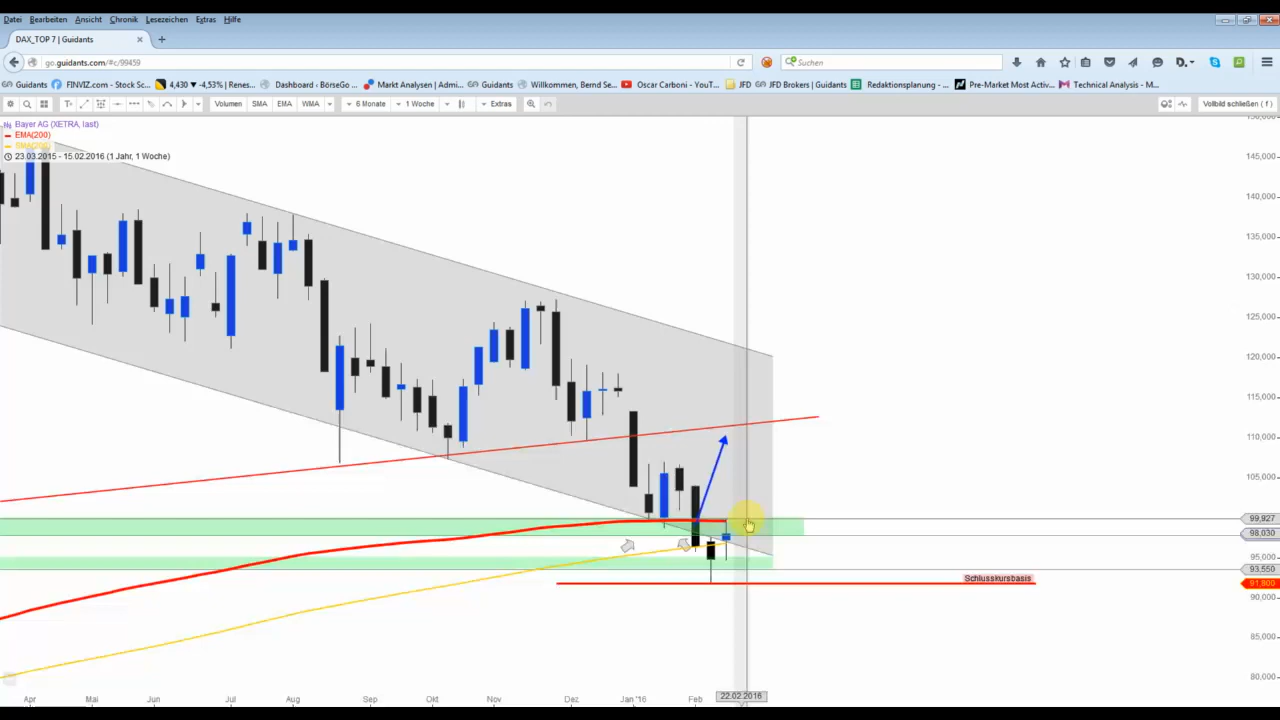 Datei Bearbeiten Ansicht Chronik Lesezeichen Extras Hilfe
DAX_TOP 7 | Guidants
go.guidants.com/#c/99459
Suchen
Guidants FINVIZ.com - Stock Sc... 4,430 ▾ -4,53% | Renes... Dashboard ‹ BörseGo ... Markt Analysen | Admi... Guidants Willkommen, Bernd Se... Oscar Carboni - YouT... JFD JFD Brokers | Guidants Redaktionsplanung - ... Pre-Market Most Activ... Technical Analysis - M...
Volumen SMA EMA WMA 6 Monate 1 Woche Extras Vollbild schließen ( f )
Bayer AG (XETRA, last)
EMA(200)
SMA(200)
23.03.2015 - 15.02.2016 (1 Jahr, 1 Woche)
150,000
145,000
140,000
135,000
130,000
125,000
120,000
115,000
110,000
105,000
99,927
98,030
95,000
93,550
Schlusskursbasis
91,800
90,000
85,000
80,000
Apr Mai Jun Jul Aug Sep Okt Nov Dez Jan '16 Feb 22.02.2016